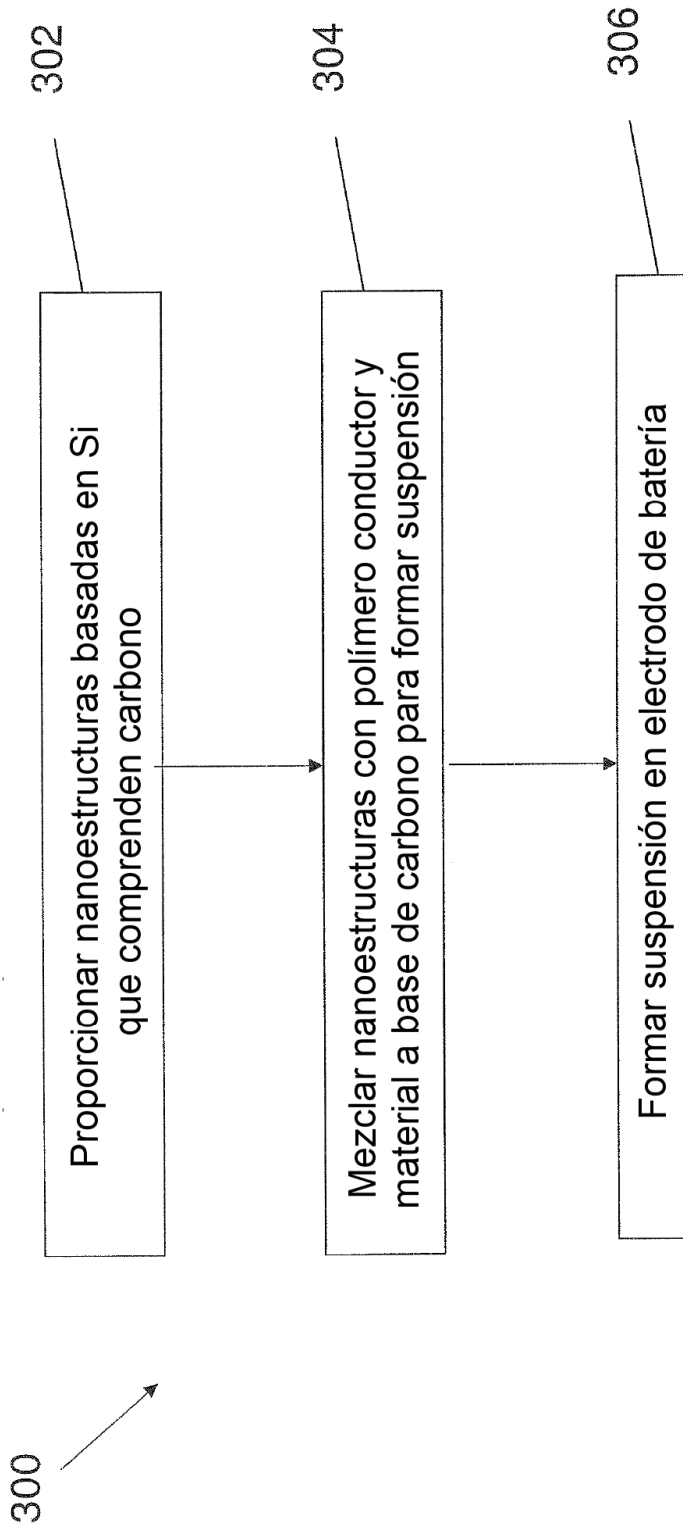 300
302
Proporcionar nanoestructuras basadas en Si
que comprenden carbono
304
Mezclar nanoestructuras con polímero conductor y
material a base de carbono para formar suspensión
306
Formar suspensión en electrodo de batería